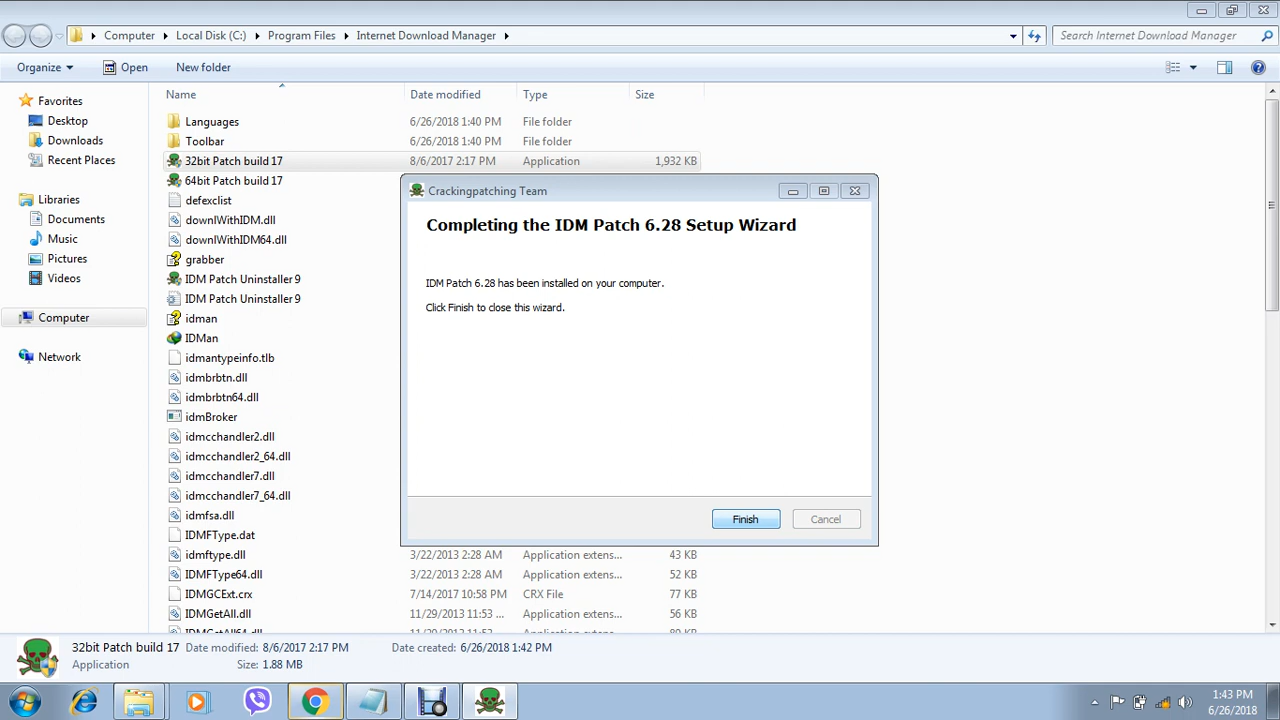 Computer Local Disk (C:) Program Files Internet Download Manager
Search Internet Download Manager
Organize Open New folder
Name Date modified Type Size
Favorites
Desktop
Downloads
Recent Places
Libraries
Documents
Music
Pictures
Videos
Computer
Network
Languages 6/26/2018 1:40 PM File folder
Toolbar 6/26/2018 1:40 PM File folder
32bit Patch build 17 8/6/2017 2:17 PM Application 1,932 KB
64bit Patch build 17
defexclist
downlWithIDM.dll
downlWithIDM64.dll
grabber
IDM Patch Uninstaller 9
IDM Patch Uninstaller 9
idman
IDMan
idmantypeinfo.tlb
idmbrbtn.dll
idmbrbtn64.dll
idmBroker
idmcchandler2.dll
idmcchandler2_64.dll
idmcchandler7.dll
idmcchandler7_64.dll
idmfsa.dll
IDMFType.dat
idmftype.dll 3/22/2013 2:28 AM Application extens... 43 KB
IDMFType64.dll 3/22/2013 2:28 AM Application extens... 52 KB
IDMGCExt.crx 7/14/2017 10:58 PM CRX File 77 KB
IDMGetAll.dll 11/29/2013 11:53 ... Application extens... 56 KB
Crackingpatching Team
Completing the IDM Patch 6.28 Setup Wizard
IDM Patch 6.28 has been installed on your computer.
Click Finish to close this wizard.
Finish Cancel
32bit Patch build 17 Date modified: 8/6/2017 2:17 PM Date created: 6/26/2018 1:42 PM
Application Size: 1.88 MB
1:43 PM
6/26/2018